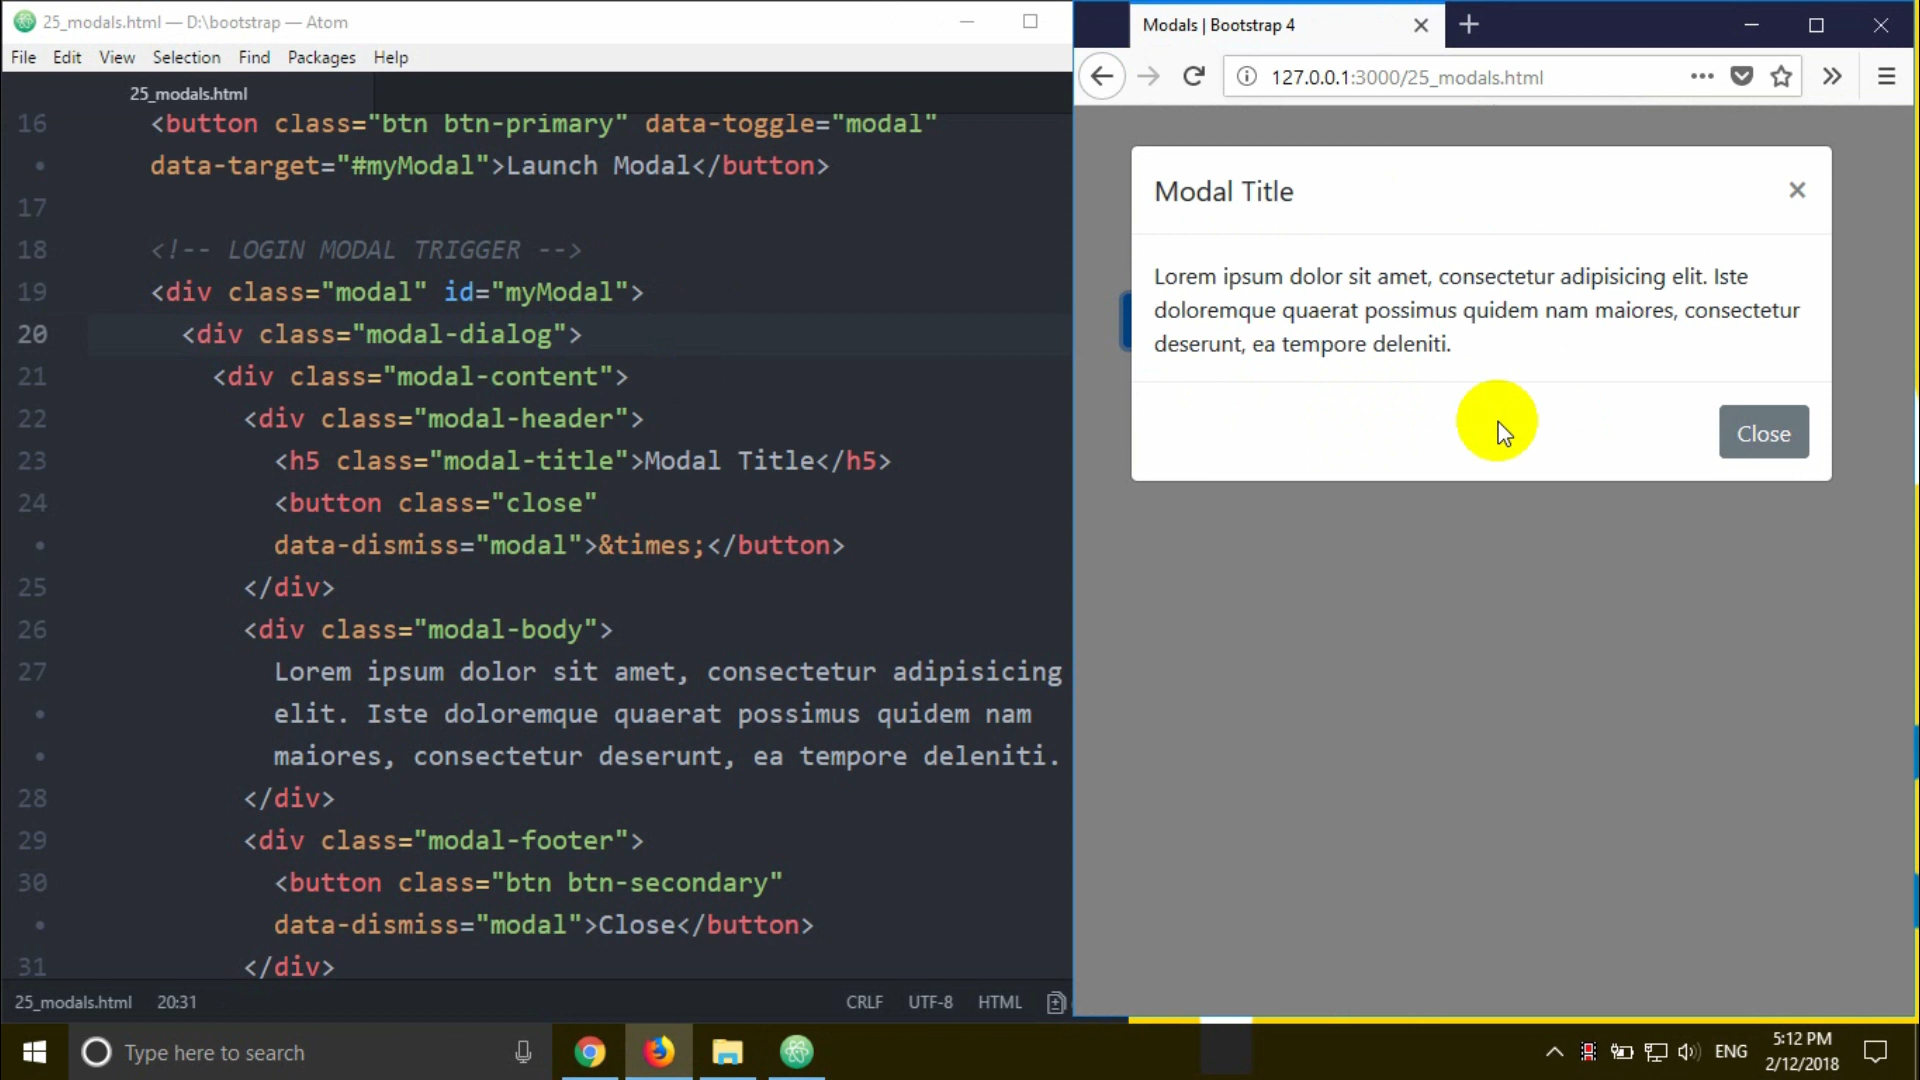 25_modals.html — D:\bootstrap — Atom
File Edit View Selection Find Packages Help
25_modals.html
16 <button class="btn btn-primary" data-toggle="modal"
• data-target="#myModal">Launch Modal</button>
17
18 <!-- LOGIN MODAL TRIGGER -->
19 <div class="modal" id="myModal">
20 <div class="modal-dialog">
21 <div class="modal-content">
22 <div class="modal-header">
23 <h5 class="modal-title">Modal Title</h5>
24 <button class="close"
• data-dismiss="modal">&times;</button>
25 </div>
26 <div class="modal-body">
27 Lorem ipsum dolor sit amet, consectetur adipisicing
• elit. Iste doloremque quaerat possimus quidem nam
• maiores, consectetur deserunt, ea tempore deleniti.
28 </div>
29 <div class="modal-footer">
30 <button class="btn btn-secondary"
• data-dismiss="modal">Close</button>
31 </div>
25_modals.html 20:31 CRLF UTF-8 HTML
Modals | Bootstrap 4
127.0.0.1:3000/25_modals.html
Modal Title ×
Lorem ipsum dolor sit amet, consectetur adipisicing elit. Iste
doloremque quaerat possimus quidem nam maiores, consectetur
deserunt, ea tempore deleniti.
Close
Type here to search
ENG
5:12 PM
2/12/2018